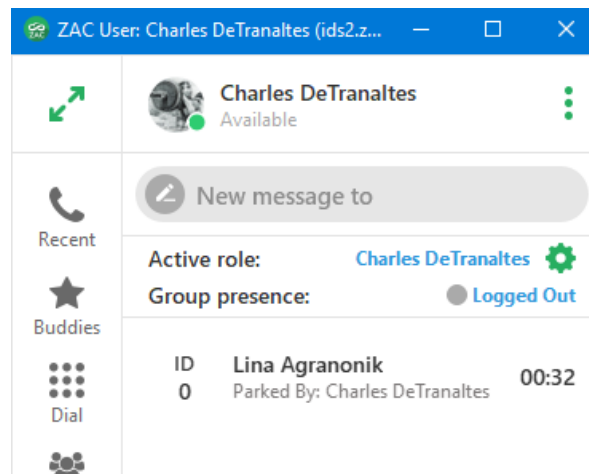 ZAC User: Charles DeTranaltes (ids2.z...
Charles DeTranaltes
Available
New message to
Recent
Active role: Charles DeTranaltes
Group presence: Logged Out
Buddies
ID
0
Lina Agranonik
Parked By: Charles DeTranaltes
00:32
Dial